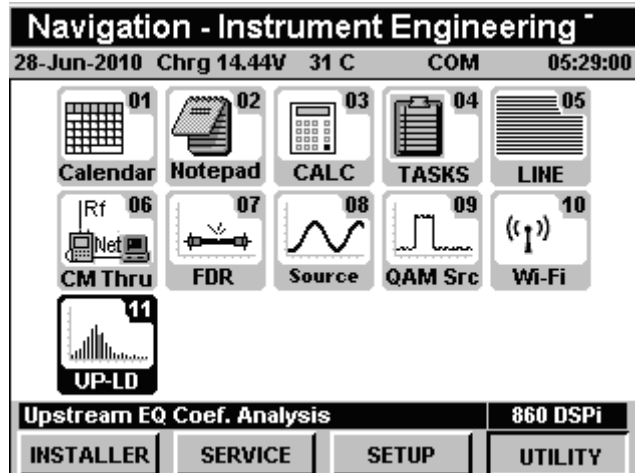 Navigation - Instrument Engineering
28-Jun-2010 Chrg 14.44V 31 C COM 05:29:00
01 02 03 04 05
Calendar Notepad CALC TASKS LINE
Rf 06 07 08 09 10
Net
CM Thru FDR Source QAM Src Wi-Fi
11
UP-LD
Upstream EQ Coef. Analysis 860 DSPi
INSTALLER SERVICE SETUP UTILITY